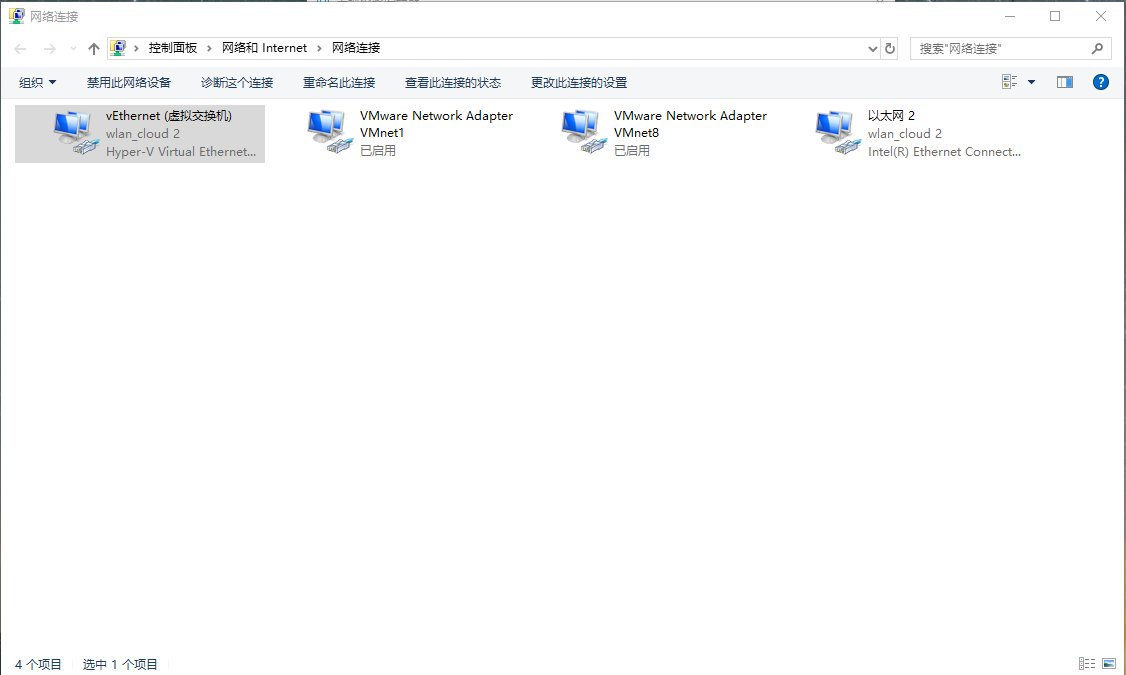 网络连接
控制面板 › 网络和 Internet › 网络连接
搜索"网络连接"
组织 禁用此网络设备 诊断这个连接 重命名此连接 查看此连接的状态 更改此连接的设置
vEthernet (虚拟交换机)
wlan_cloud 2
Hyper-V Virtual Ethernet...
VMware Network Adapter
VMnet1
已启用
VMware Network Adapter
VMnet8
已启用
以太网 2
wlan_cloud 2
Intel(R) Ethernet Connect...
4 个项目 选中 1 个项目